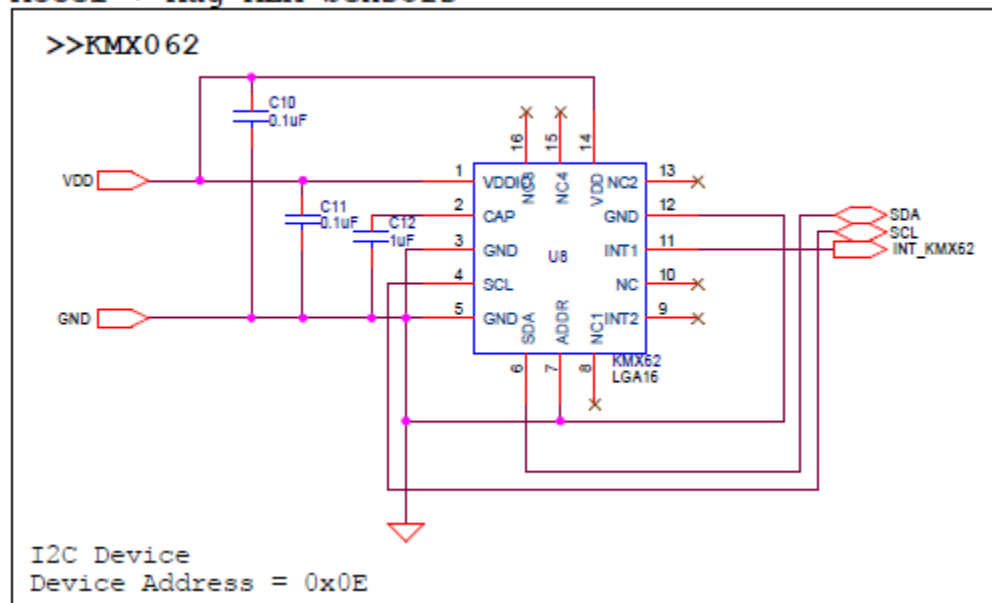 >>KMX062
C10
0.1uF
VDD
C11
0.1uF
C12
1uF
GND
16
15
14
NC3
NC4
VDD
1
VDDIO
2
CAP
3
GND
4
SCL
5
GND
U8
NC2
13
GND
12
INT1
11
NC
10
INT2
9
SDA
ADDR
NC1
6
7
8
KMX62
LGA16
SDA
SCL
INT_KMX62
I2C Device
Device Address = 0x0E